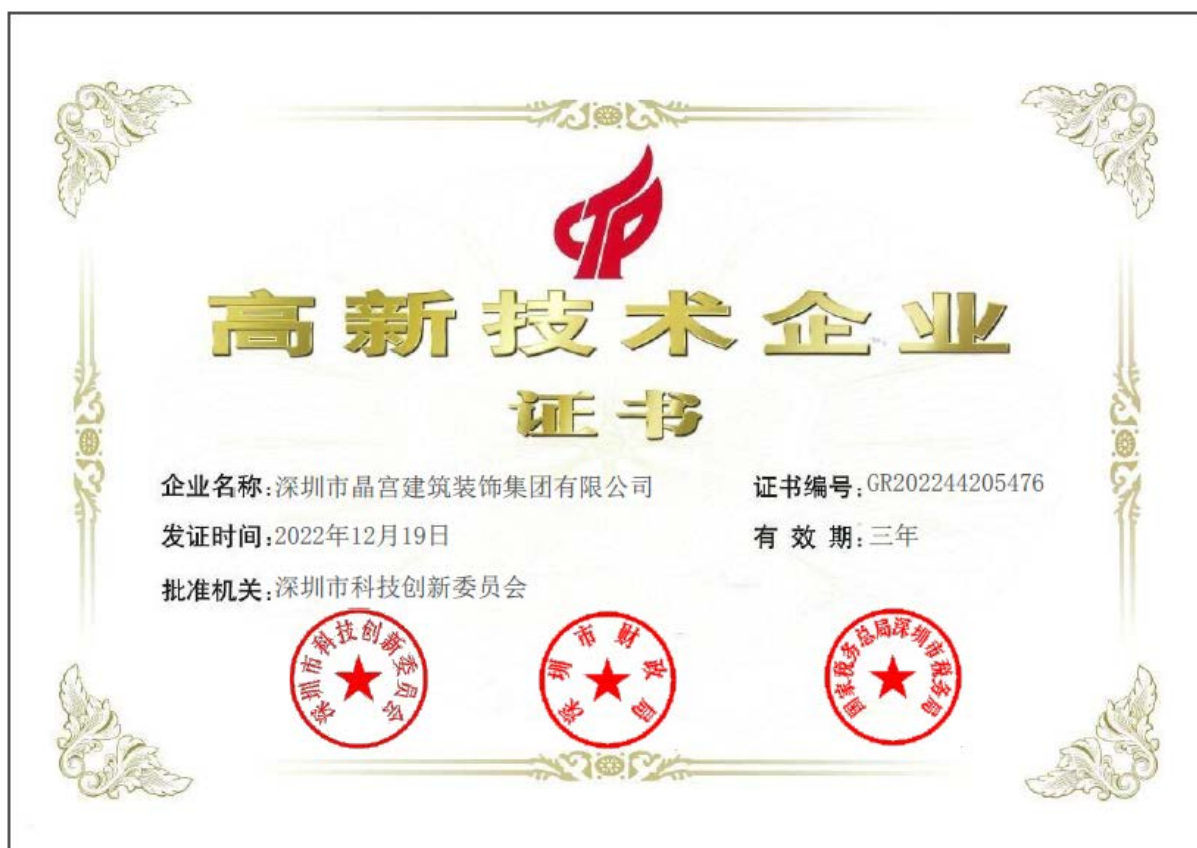 CTP
高新技术企业
证书
企业名称:深圳市晶宫建筑装饰集团有限公司 证书编号:GR202244205476
发证时间:2022年12月19日 有 效 期:三年
批准机关:深圳市科技创新委员会
深圳市科技创新委员会
深圳市财政局
国家税务总局深圳市税务局